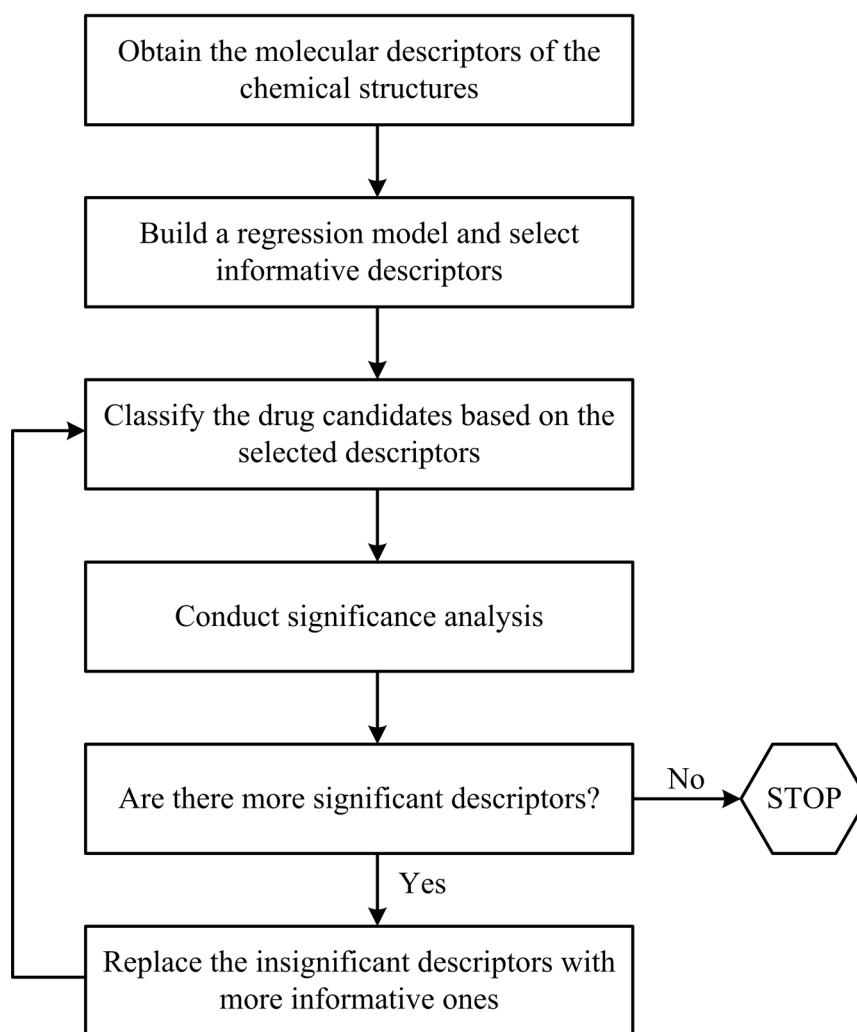 Obtain the molecular descriptors of the
chemical structures
Build a regression model and select
informative descriptors
Classify the drug candidates based on the
selected descriptors
Conduct significance analysis
Are there more significant descriptors?
No
STOP
Yes
Replace the insignificant descriptors with
more informative ones